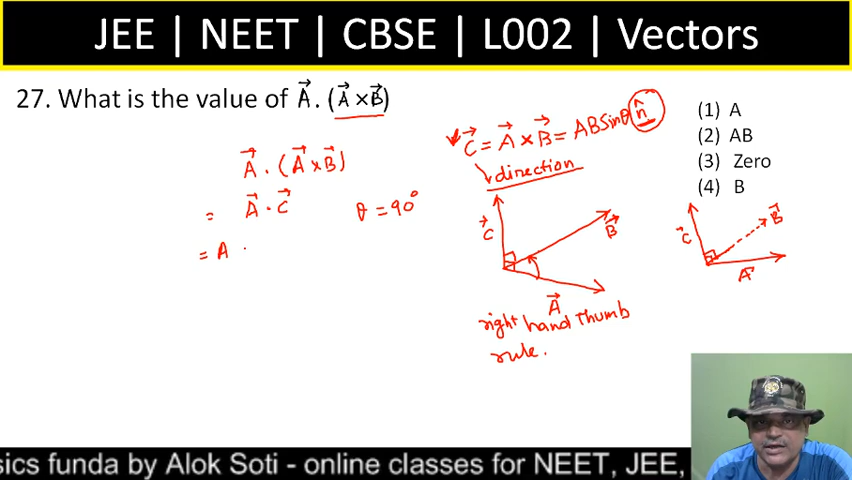 JEE | NEET | CBSE | L002 | Vectors
27. What is the value of A⃗ . (A⃗ ×B⃗)
A⃗ · (A⃗ ×B⃗)
= A⃗ · C⃗ θ = 90°
= A ·
C⃗ = A⃗ × B⃗ = ABSinθ n̂
direction
C⃗
B⃗
A⃗
right hand Thumb
rule.
(1) A
(2) AB
(3) Zero
(4) B
C⃗
B⃗
A⃗
sics funda by Alok Soti - online classes for NEET, JEE,